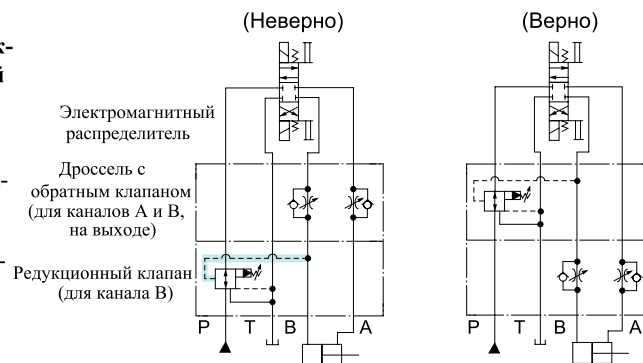 (Неверно)
(Верно)
к-
й
-
-
Электромагнитный
распределитель
Дроссель с
обратным клапаном
(для каналов А и В,
на выходе)
Редукционный клапан
(для канала В)
P T B A
P T B A